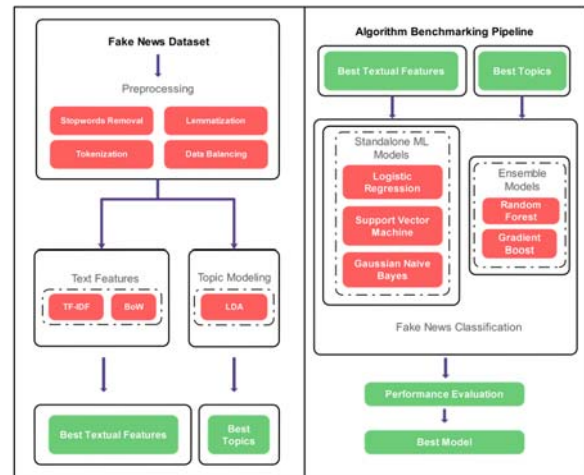 Fake News Dataset
Preprocessing
Stopwords Removal
Lemmatization
Tokenization
Data Balancing
Text Features
TF-IDF
BoW
Topic Modeling
LDA
Best Textual Features
Best
Topics
Algorithm Benchmarking Pipeline
Best Textual Features
Best Topics
Standalone ML
Models
Logistic
Regression
Support Vector
Machine
Gaussian Naive
Bayes
Ensemble
Models
Random
Forest
Gradient
Boost
Fake News Classification
Performance Evaluation
Best Model